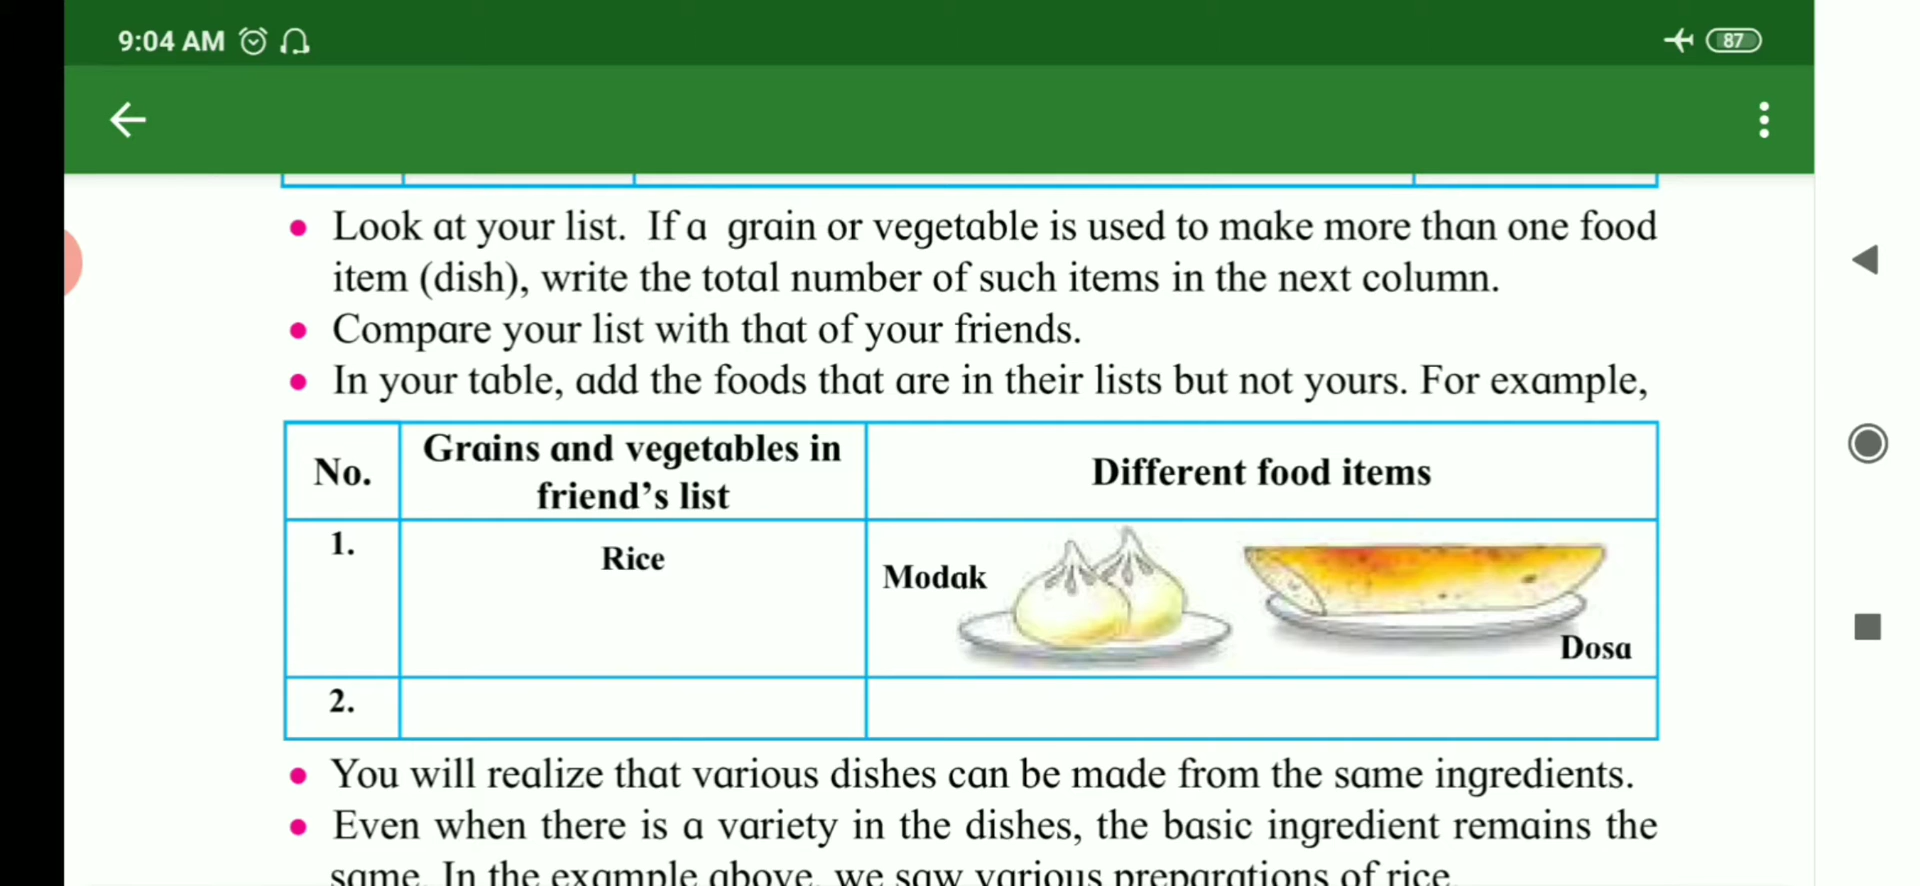 9:04 AM
87
Look at your list. If a grain or vegetable is used to make more than one food
item (dish), write the total number of such items in the next column.
Compare your list with that of your friends.
In your table, add the foods that are in their lists but not yours. For example,
No.
Grains and vegetables in
friend's list
Different food items
1.
Rice
Modak
Dosa
2.
You will realize that various dishes can be made from the same ingredients.
Even when there is a variety in the dishes, the basic ingredient remains the
same. In the example above, we saw various preparations of rice.